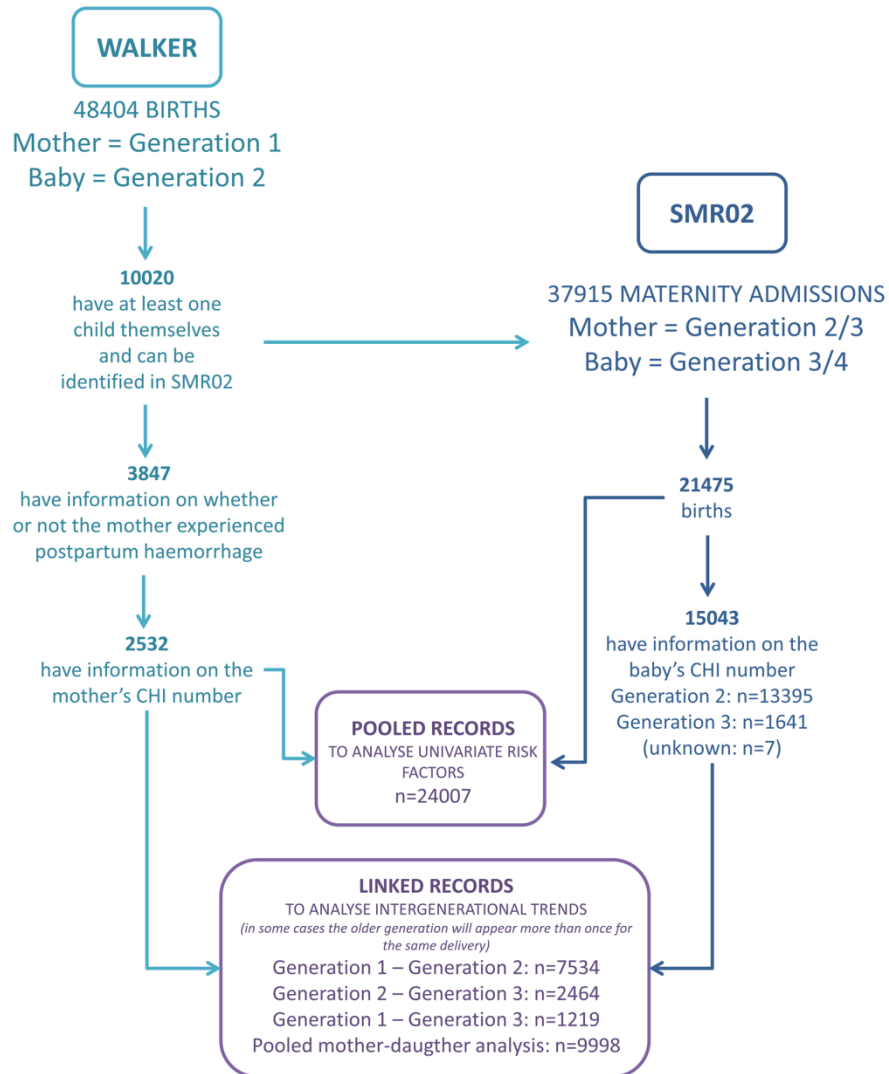 WALKER
48404 BIRTHS
Mother = Generation 1
Baby = Generation 2
10020
have at least one
child themselves
and can be
identified in SMR02
3847
have information on whether
or not the mother experienced
postpartum haemorrhage
2532
have information on the
mother's CHI number
SMR02
37915 MATERNITY ADMISSIONS
Mother = Generation 2/3
Baby = Generation 3/4
21475
births
15043
have information on the
baby's CHI number
Generation 2: n=13395
Generation 3: n=1641
(unknown: n=7)
POOLED RECORDS
TO ANALYSE UNIVARIATE RISK
FACTORS
n=24007
LINKED RECORDS
TO ANALYSE INTERGENERATIONAL TRENDS
(in some cases the older generation will appear more than once for
the same delivery)
Generation 1 – Generation 2: n=7534
Generation 2 – Generation 3: n=2464
Generation 1 – Generation 3: n=1219
Pooled mother-daugther analysis: n=9998